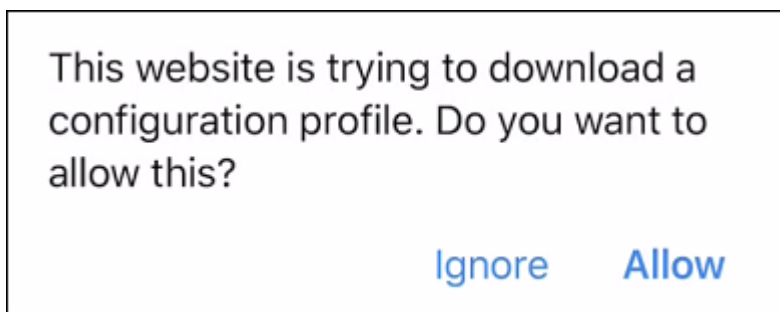 This website is trying to download a
configuration profile. Do you want to
allow this?
Ignore Allow